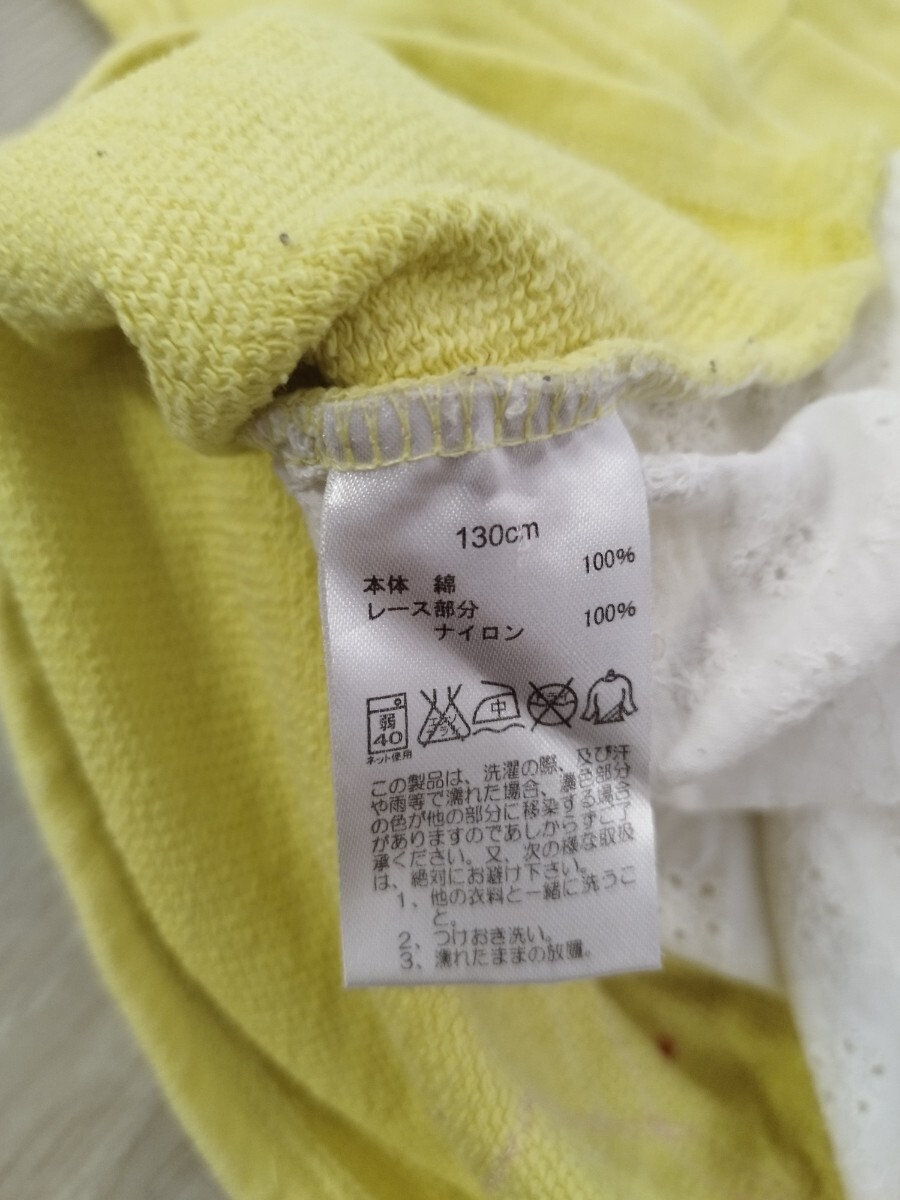 130cm
本体 綿 100%
レース部分
ナイロン 100%
弱
40
中
ネット使用
この製品は、洗濯の際、及び汗
や雨等で濡れた場合、濃色部分
の色が他の部分に移染する場合
がありますのであしからずご了
承ください。又、次の様な取扱
は、絶対にお避け下さい。
1、他の衣料と一緒に洗うこ
と。
2、つけおき洗い。
3、濡れたままの放置。